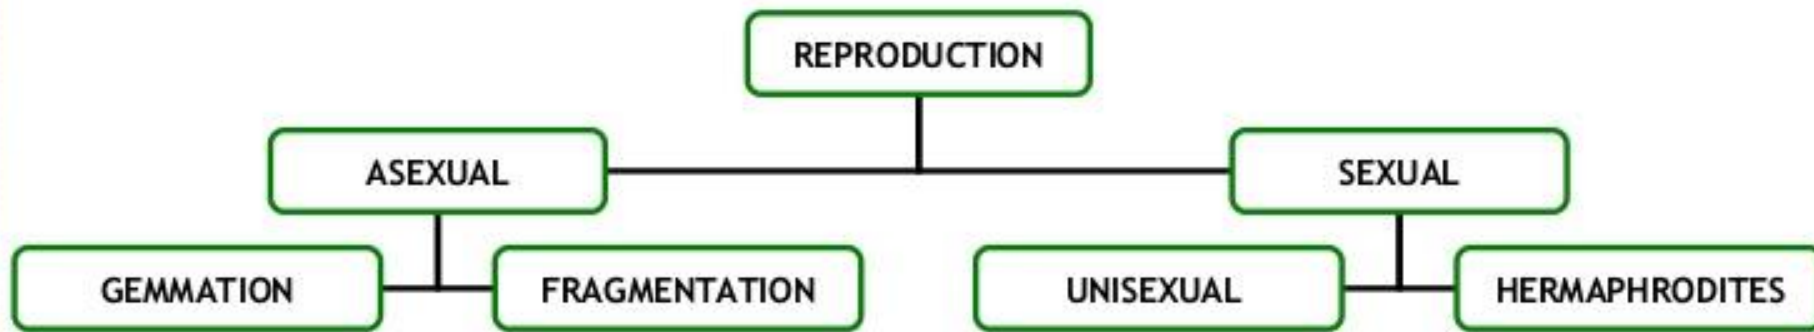 REPRODUCTION
ASEXUAL
SEXUAL
GEMMATION
FRAGMENTATION
UNISEXUAL
HERMAPHRODITES